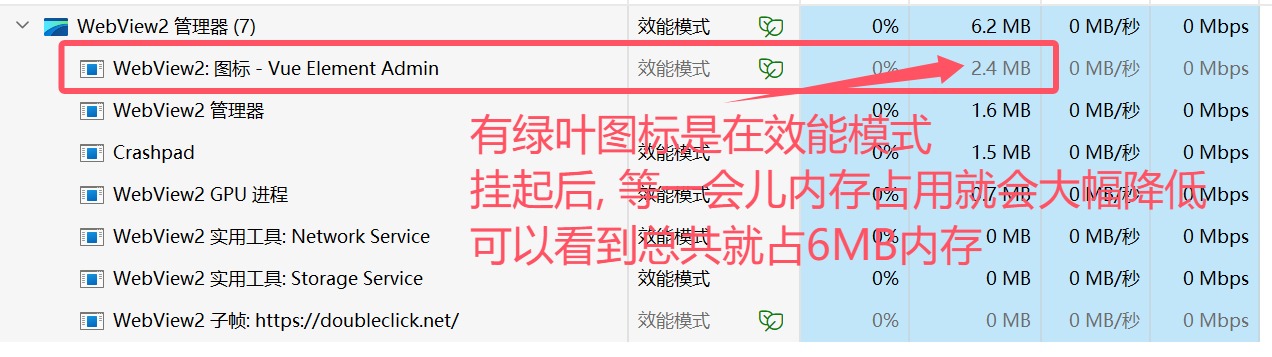 WebView2 管理器 (7) 效能模式 0% 6.2 MB 0 MB/秒 0 Mbps
WebView2: 图标 - Vue Element Admin 效能模式 0% 2.4 MB 0 MB/秒 0 Mbps
WebView2 管理器 0% 1.6 MB 0 MB/秒 0 Mbps
有绿叶图标是在效能模式
Crashpad 效能模式 0% 1.5 MB 0 MB/秒 0 Mbps
挂起后, 等一会儿内存占用就会大幅降低
WebView2 GPU 进程 效能模式 0% 0.7 MB 0 MB/秒 0 Mbps
可以看到总共就占6MB内存
WebView2 实用工具: Network Service 效能模式 0% 0 MB 0 MB/秒 0 Mbps
WebView2 实用工具: Storage Service 效能模式 0% 0 MB 0 MB/秒 0 Mbps
WebView2 子帧: https://doubleclick.net/ 效能模式 0% 0 MB 0 MB/秒 0 Mbps